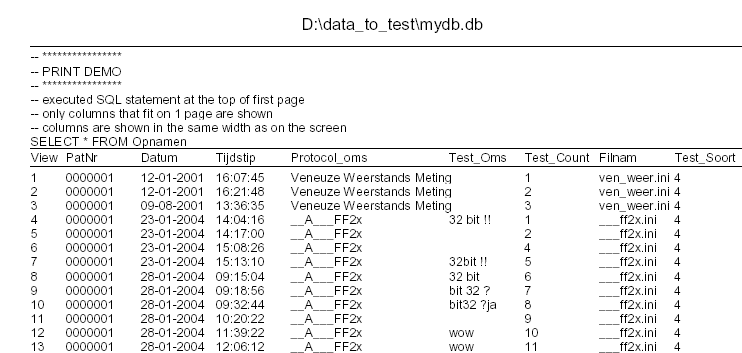 D:\data_to_test\mydb.db
-- ****************
-- PRINT DEMO
-- ****************
-- executed SQL statement at the top of first page
-- only columns that fit on 1 page are shown
-- columns are shown in the same width as on the screen
SELECT * FROM Opnamen
View PatNr Datum Tijdstip Protocol_oms Test_Oms Test_Count Filnam Test_Soort
1 0000001 12-01-2001 16:07:45 Veneuze Weerstands Meting 1 ven_weer.ini 4
2 0000001 12-01-2001 16:21:48 Veneuze Weerstands Meting 2 ven_weer.ini 4
3 0000001 09-08-2001 13:36:35 Veneuze Weerstands Meting 3 ven_weer.ini 4
4 0000001 23-01-2004 14:04:16 __A___FF2x 32 bit !! 1 ___ff2x.ini 4
5 0000001 23-01-2004 14:17:00 __A___FF2x 2 ___ff2x.ini 4
6 0000001 23-01-2004 15:08:26 __A___FF2x 4 ___ff2x.ini 4
7 0000001 23-01-2004 15:13:10 __A___FF2x 32bit !! 5 ___ff2x.ini 4
8 0000001 28-01-2004 09:15:04 __A___FF2x 32 bit 6 ___ff2x.ini 4
9 0000001 28-01-2004 09:18:56 __A___FF2x bit 32 ? 7 ___ff2x.ini 4
10 0000001 28-01-2004 09:32:44 __A___FF2x bit32 ?ja 8 ___ff2x.ini 4
11 0000001 28-01-2004 10:20:22 __A___FF2x 9 ___ff2x.ini 4
12 0000001 28-01-2004 11:39:22 __A___FF2x wow 10 ___ff2x.ini 4
13 0000001 28-01-2004 12:06:12 __A___FF2x wow 11 ___ff2x.ini 4